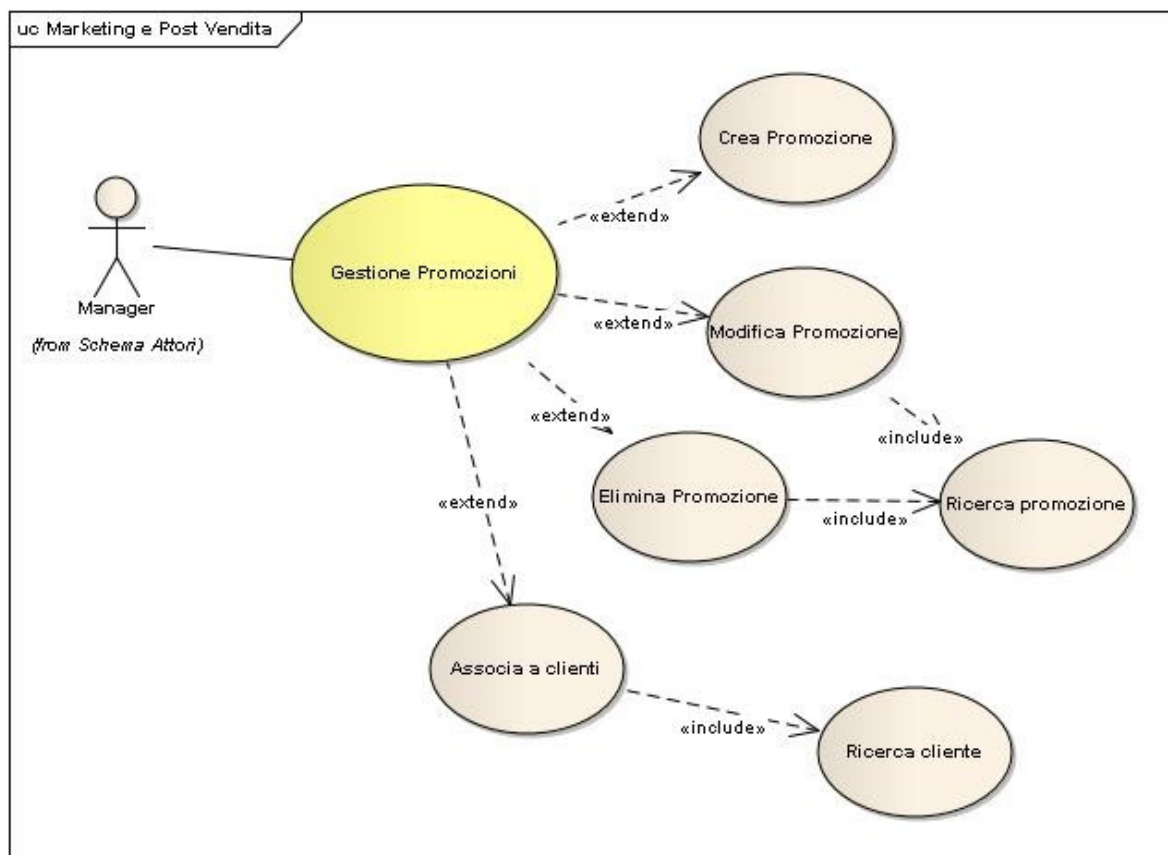 uc Marketing e Post Vendita
Crea Promozione
«extend»
Gestione Promozioni
Manager
(from Schema Attori)
«extend»
Modifica Promozione
«extend»
«include»
«extend»
Elimina Promozione
«include»
Ricerca promozione
Associa a clienti
«include»
Ricerca cliente